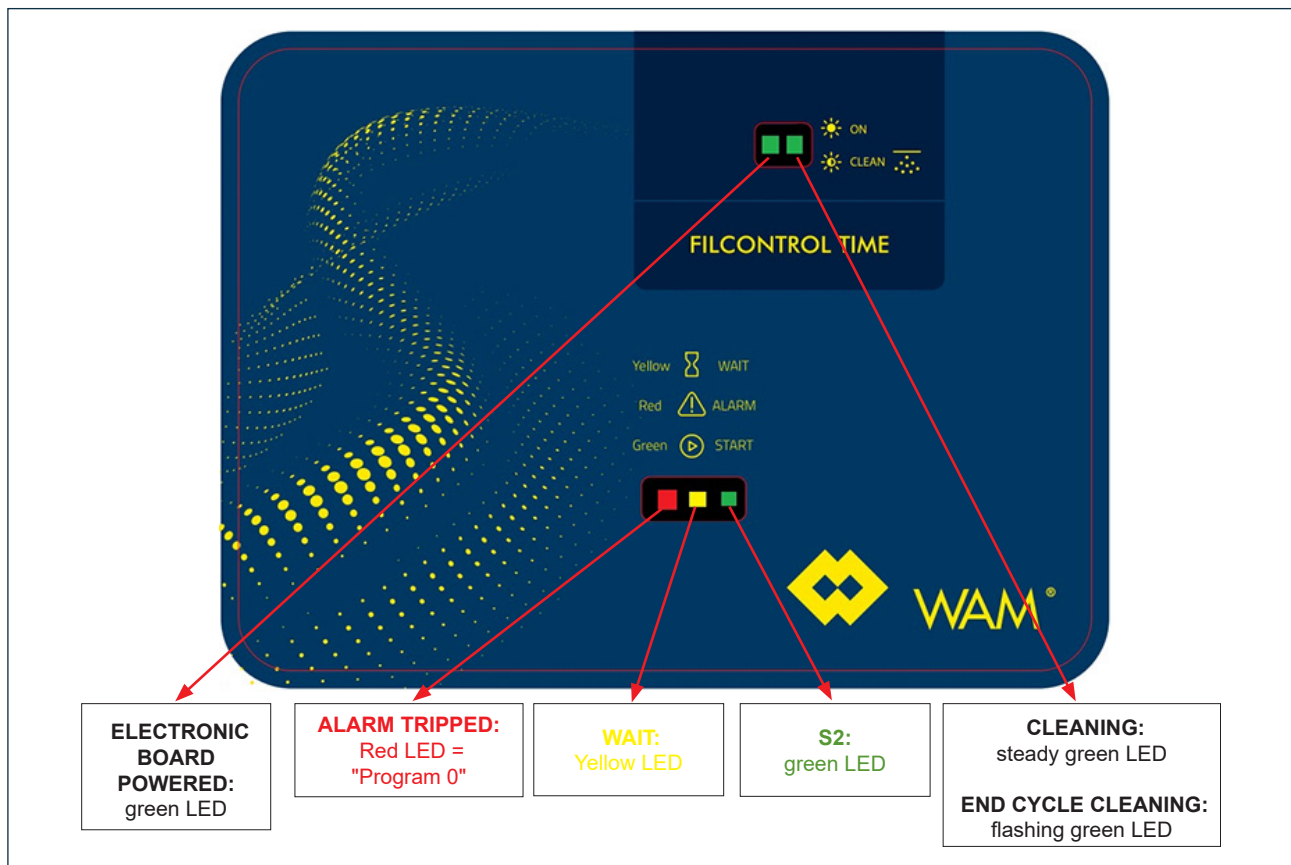 ON
CLEAN
FILCONTROL TIME
Yellow WAIT
Red ALARM
Green START
WAM®
ELECTRONIC
BOARD
POWERED:
green LED
ALARM TRIPPED:
Red LED =
"Program 0"
WAIT:
Yellow LED
S2:
green LED
CLEANING:
steady green LED
END CYCLE CLEANING:
flashing green LED